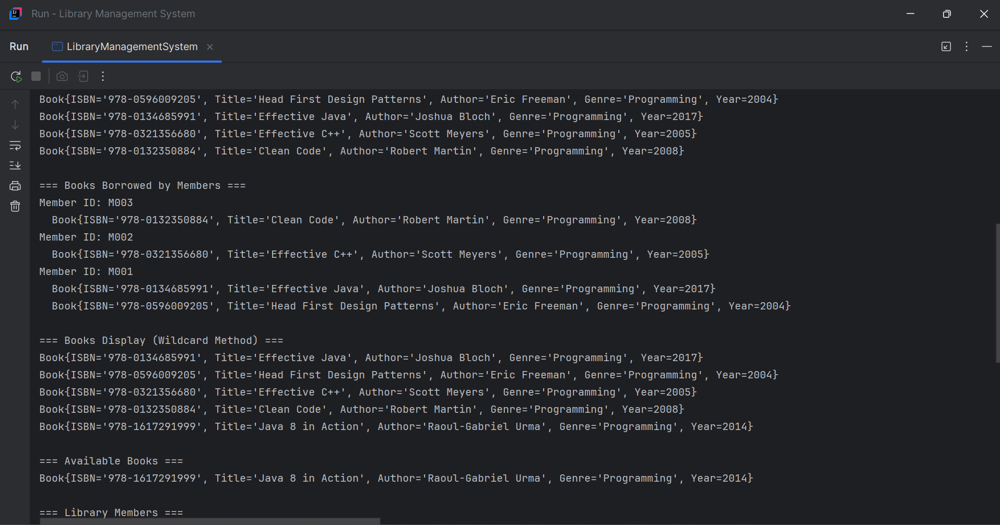 Run - Library Management System
Run LibraryManagementSystem
Book{ISBN='978-0596009205', Title='Head First Design Patterns', Author='Eric Freeman', Genre='Programming', Year=2004}
Book{ISBN='978-0134685991', Title='Effective Java', Author='Joshua Bloch', Genre='Programming', Year=2017}
Book{ISBN='978-0321356680', Title='Effective C++', Author='Scott Meyers', Genre='Programming', Year=2005}
Book{ISBN='978-0132350884', Title='Clean Code', Author='Robert Martin', Genre='Programming', Year=2008}
=== Books Borrowed by Members ===
Member ID: M003
Book{ISBN='978-0132350884', Title='Clean Code', Author='Robert Martin', Genre='Programming', Year=2008}
Member ID: M002
Book{ISBN='978-0321356680', Title='Effective C++', Author='Scott Meyers', Genre='Programming', Year=2005}
Member ID: M001
Book{ISBN='978-0134685991', Title='Effective Java', Author='Joshua Bloch', Genre='Programming', Year=2017}
Book{ISBN='978-0596009205', Title='Head First Design Patterns', Author='Eric Freeman', Genre='Programming', Year=2004}
=== Books Display (Wildcard Method) ===
Book{ISBN='978-0134685991', Title='Effective Java', Author='Joshua Bloch', Genre='Programming', Year=2017}
Book{ISBN='978-0596009205', Title='Head First Design Patterns', Author='Eric Freeman', Genre='Programming', Year=2004}
Book{ISBN='978-0321356680', Title='Effective C++', Author='Scott Meyers', Genre='Programming', Year=2005}
Book{ISBN='978-0132350884', Title='Clean Code', Author='Robert Martin', Genre='Programming', Year=2008}
Book{ISBN='978-1617291999', Title='Java 8 in Action', Author='Raoul-Gabriel Urma', Genre='Programming', Year=2014}
=== Available Books ===
Book{ISBN='978-1617291999', Title='Java 8 in Action', Author='Raoul-Gabriel Urma', Genre='Programming', Year=2014}
=== Library Members ===